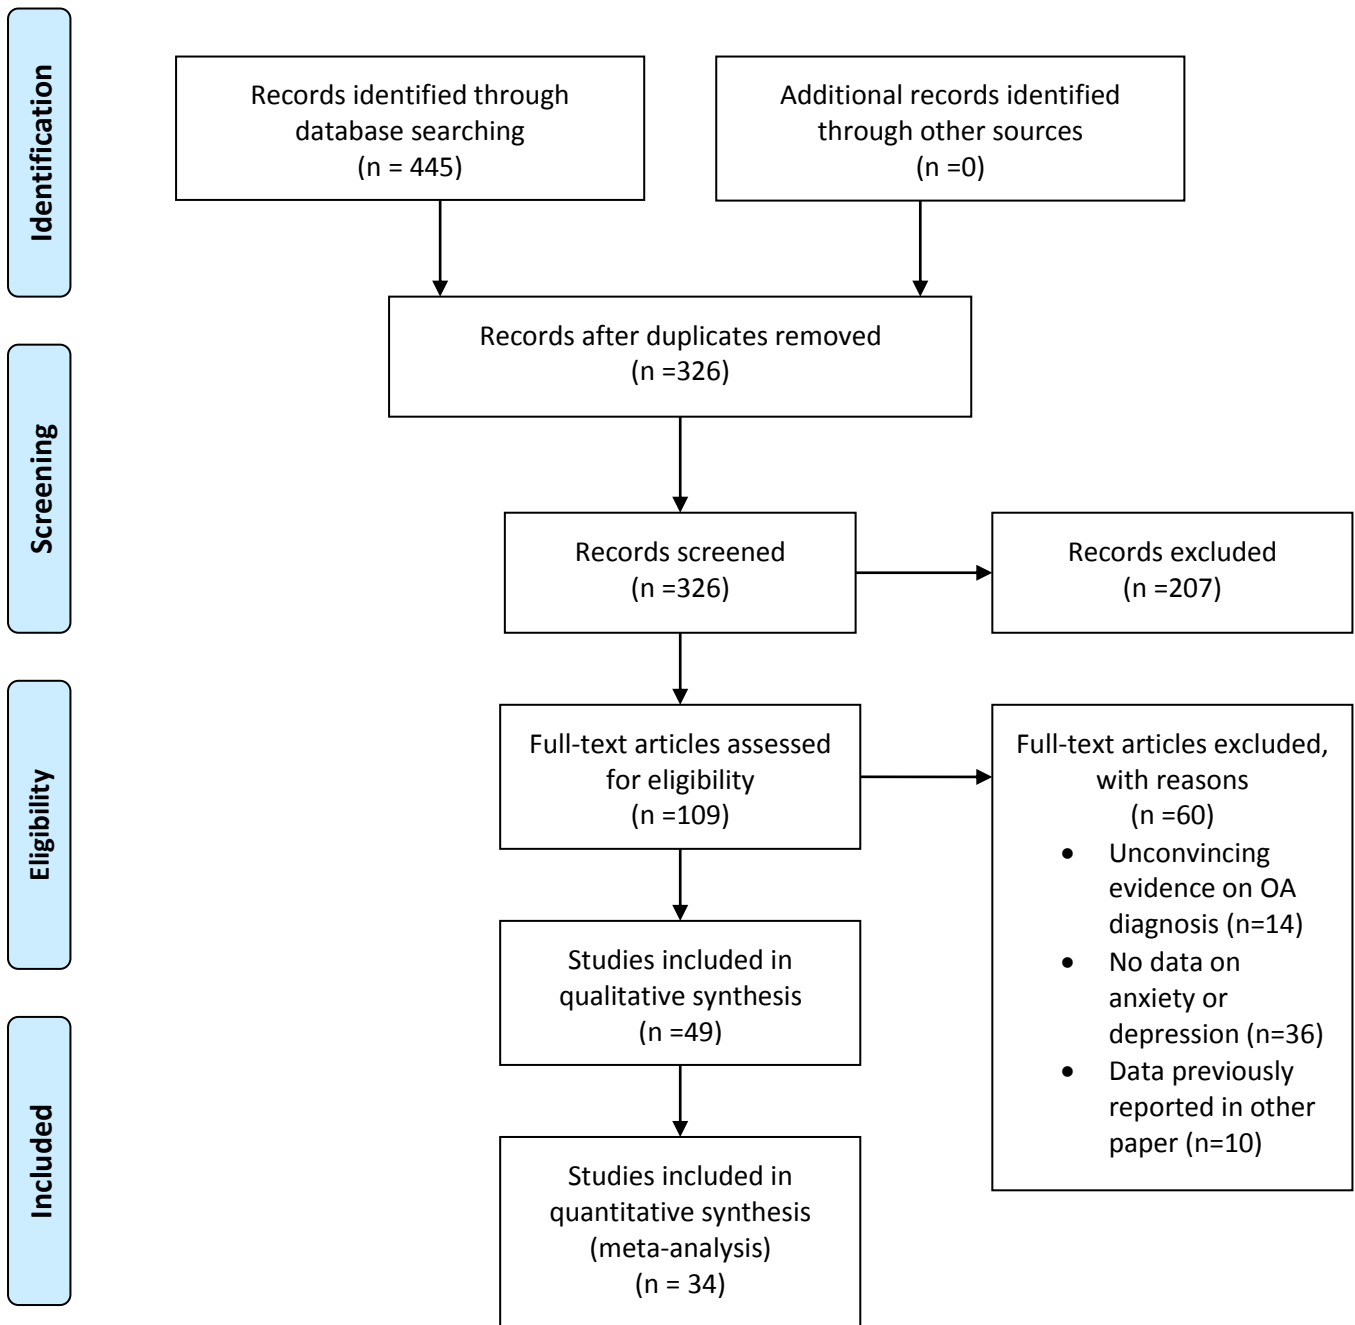 Identification
Records identified through
database searching
(n = 445)
Additional records identified
through other sources
(n =0)
Records after duplicates removed
(n =326)
Screening
Records screened
(n =326)
Records excluded
(n =207)
Eligibility
Full-text articles assessed
for eligibility
(n =109)
Full-text articles excluded,
with reasons
(n =60)
• Unconvincing
evidence on OA
diagnosis (n=14)
• No data on
anxiety or
depression (n=36)
• Data previously
reported in other
paper (n=10)
Studies included in
qualitative synthesis
(n =49)
Included
Studies included in
quantitative synthesis
(meta-analysis)
(n = 34)